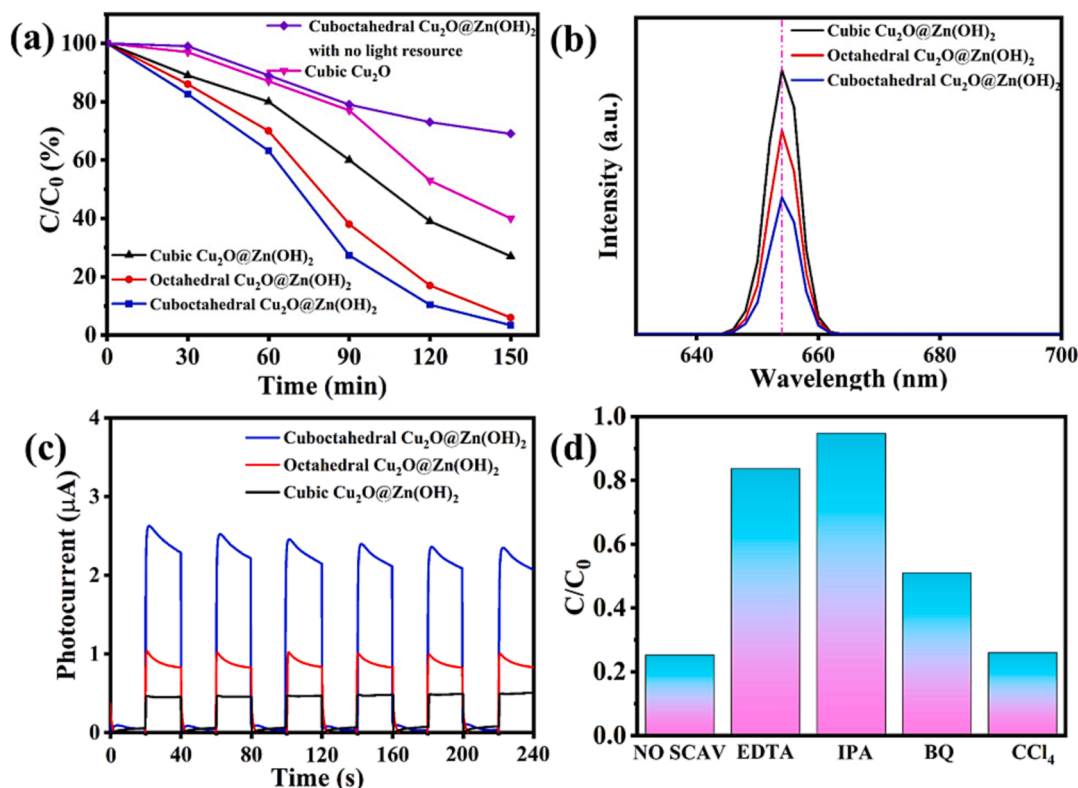 (a)
Cuboctahedral Cu₂O@Zn(OH)₂
with no light resource
Cubic Cu₂O
C/C₀ (%)
100
80
60
40
20
0
Cubic Cu₂O@Zn(OH)₂
Octahedral Cu₂O@Zn(OH)₂
Cuboctahedral Cu₂O@Zn(OH)₂
0 30 60 90 120 150
Time (min)
(b)
Cubic Cu₂O@Zn(OH)₂
Octahedral Cu₂O@Zn(OH)₂
Cuboctahedral Cu₂O@Zn(OH)₂
Intensity (a.u.)
640 660 680 700
Wavelength (nm)
(c)
Cuboctahedral Cu₂O@Zn(OH)₂
Octahedral Cu₂O@Zn(OH)₂
Cubic Cu₂O@Zn(OH)₂
Photocurrent (μA)
4
3
2
1
0
0 40 80 120 160 200 240
Time (s)
(d)
C/C₀
1.0
0.8
0.6
0.4
0.2
0.0
NO SCAV EDTA IPA BQ CCl₄